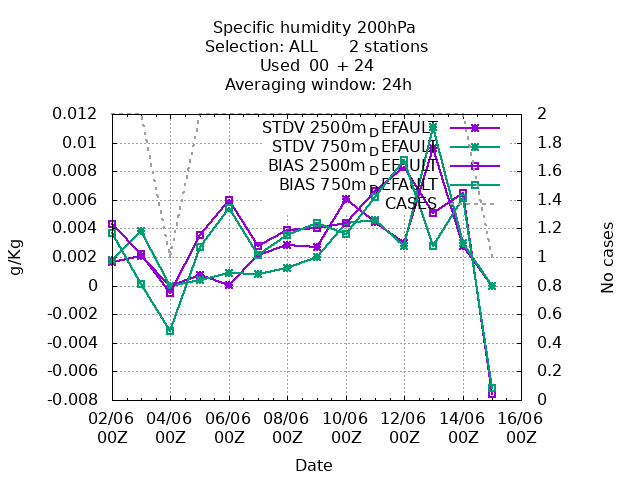 Specific humidity 200hPa
Selection: ALL 2 stations
Used 00 + 24
Averaging window: 24h
STDV 2500m_DEFAULT
STDV 750m_DEFAULT
BIAS 2500m_DEFAULT
BIAS 750m_DEFAULT
CASES
g/Kg
0.012
0.01
0.008
0.006
0.004
0.002
0
-0.002
-0.004
-0.006
-0.008
2
1.8
1.6
1.4
1.2
1
0.8
0.6
0.4
0.2
0
No cases
02/06 04/06 06/06 08/06 10/06 12/06 14/06 16/06
00Z 00Z 00Z 00Z 00Z 00Z 00Z 00Z
Date